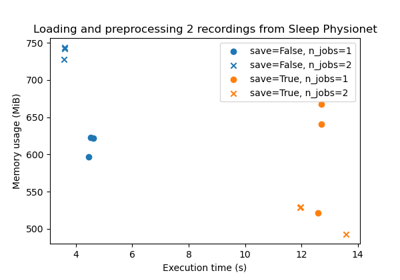 Loading and preprocessing 2 recordings from Sleep Physionet
750
700
650
600
550
500
Memory usage (MiB)
save=False, n_jobs=1
save=False, n_jobs=2
save=True, n_jobs=1
save=True, n_jobs=2
4 6 8 10 12 14
Execution time (s)